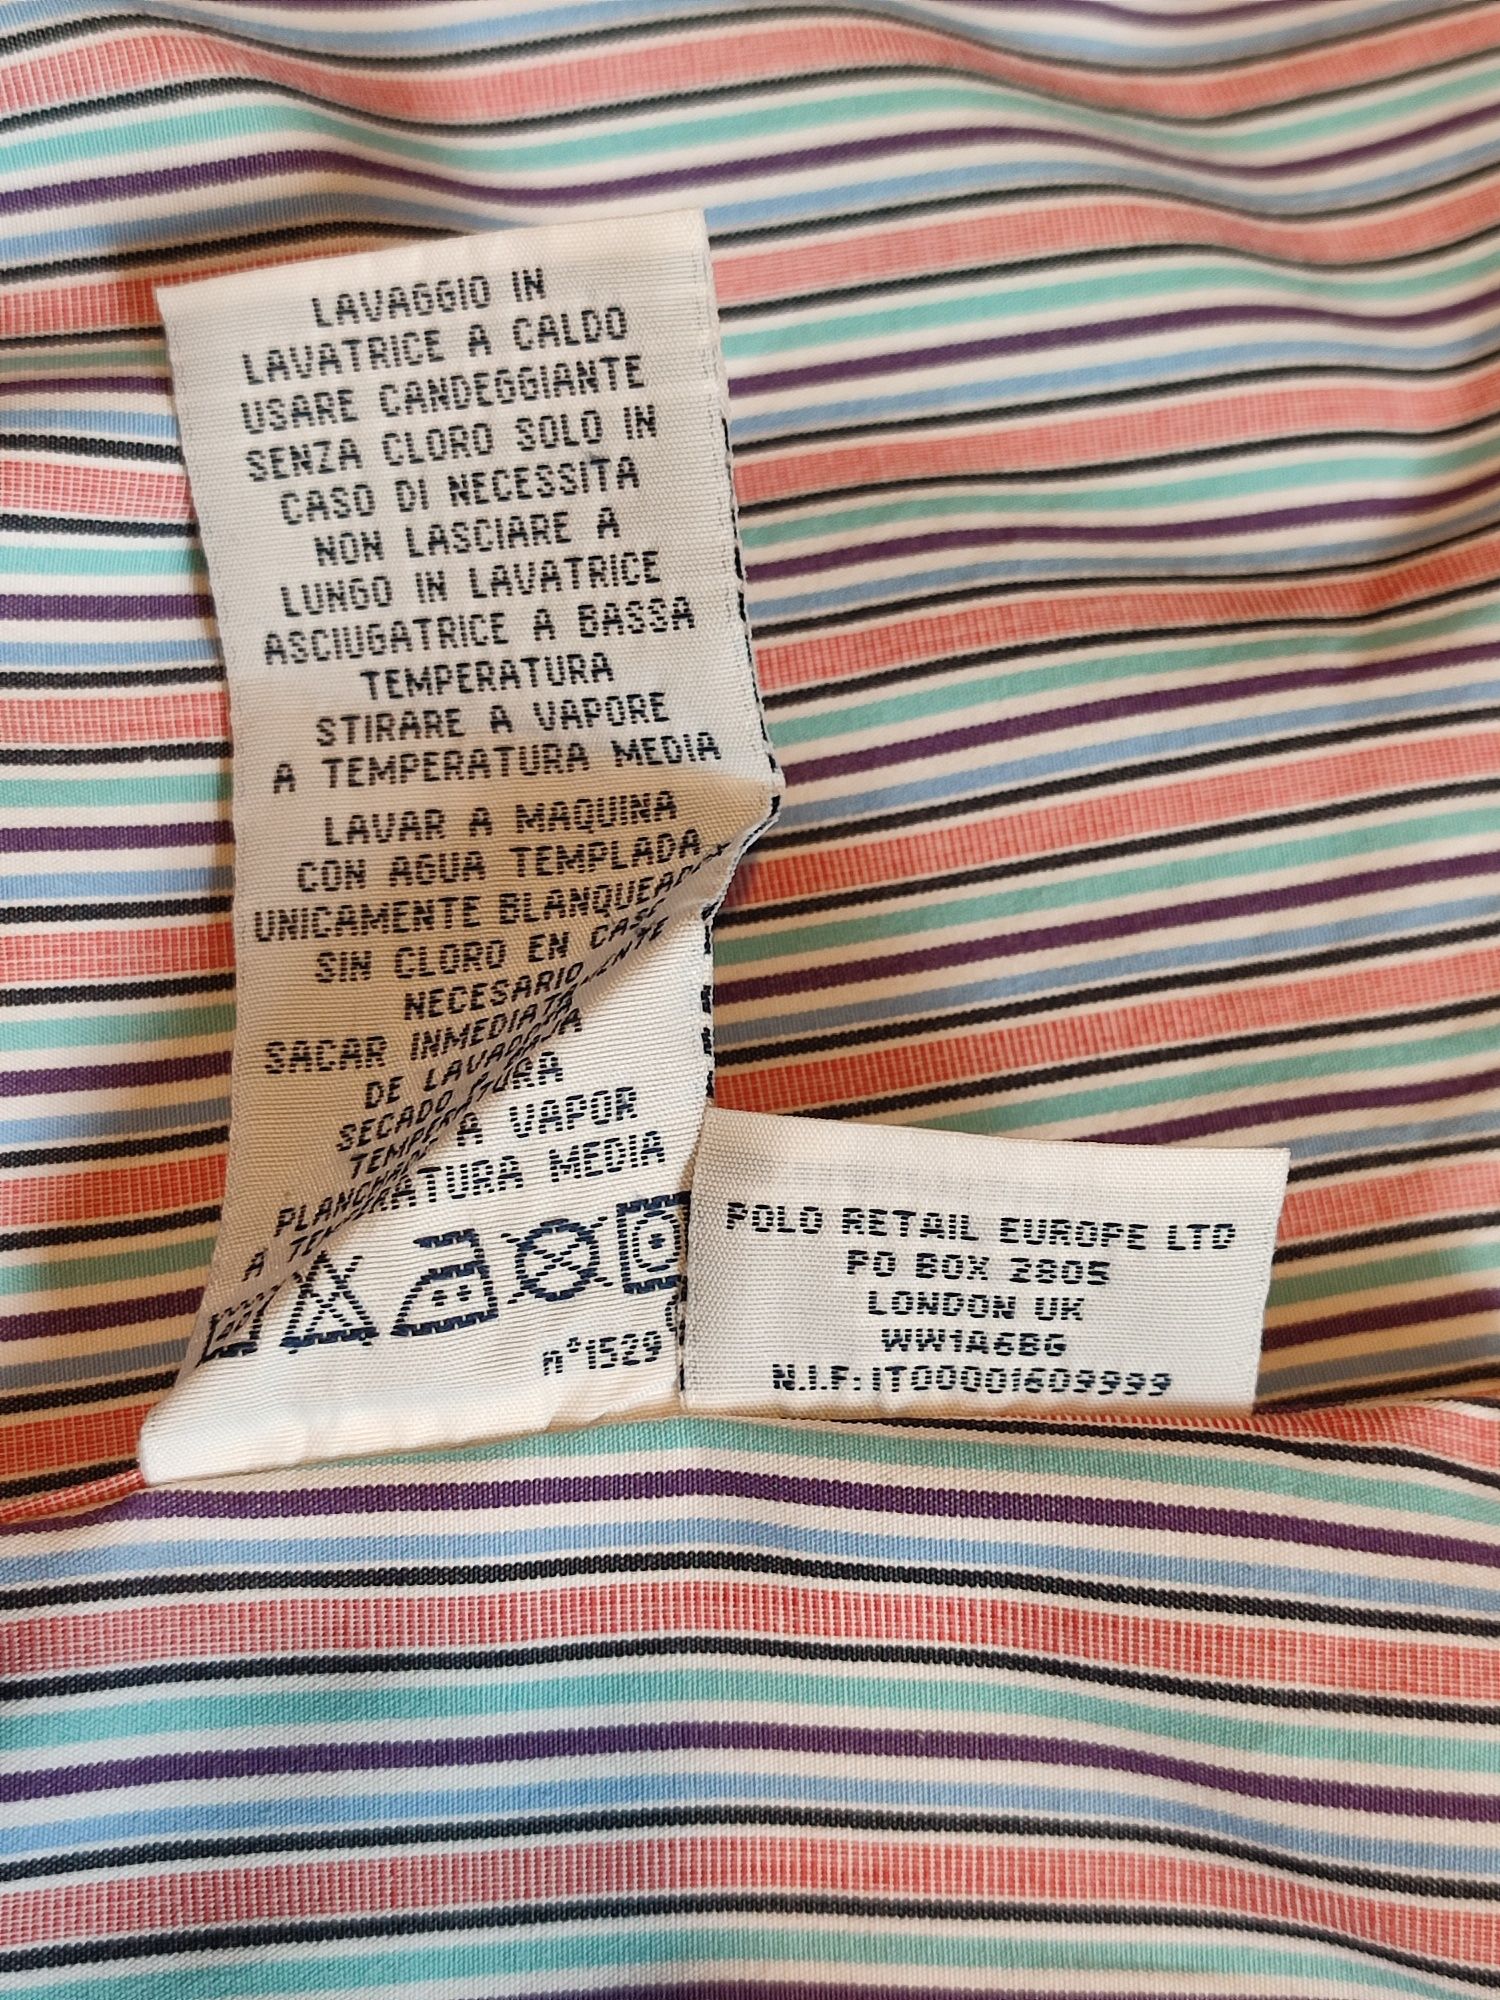 LAVAGGIO IN
LAVATRICE A CALDO
USARE CANDEGGIANTE
SENZA CLORO SOLO IN
CASO DI NECESSITA
NON LASCIARE A
LUNGO IN LAVATRICE
ASCIUGATRICE A BASSA
TEMPERATURA
STIRARE A VAPORE
A TEMPERATURA MEDIA
LAVAR A MAQUINA
CON AGUA TEMPLADA
UNICAMENTE
SIN CLORO EN CASO
NECESARIO
SACAR
DE LAVADORA
SECADO
A VAPOR
MEDIA
n°1529
POLO RETAIL EUROPE LTD
PO BOX 2805
LONDON UK
WW1A6BG
N.I.F:IT00001609999